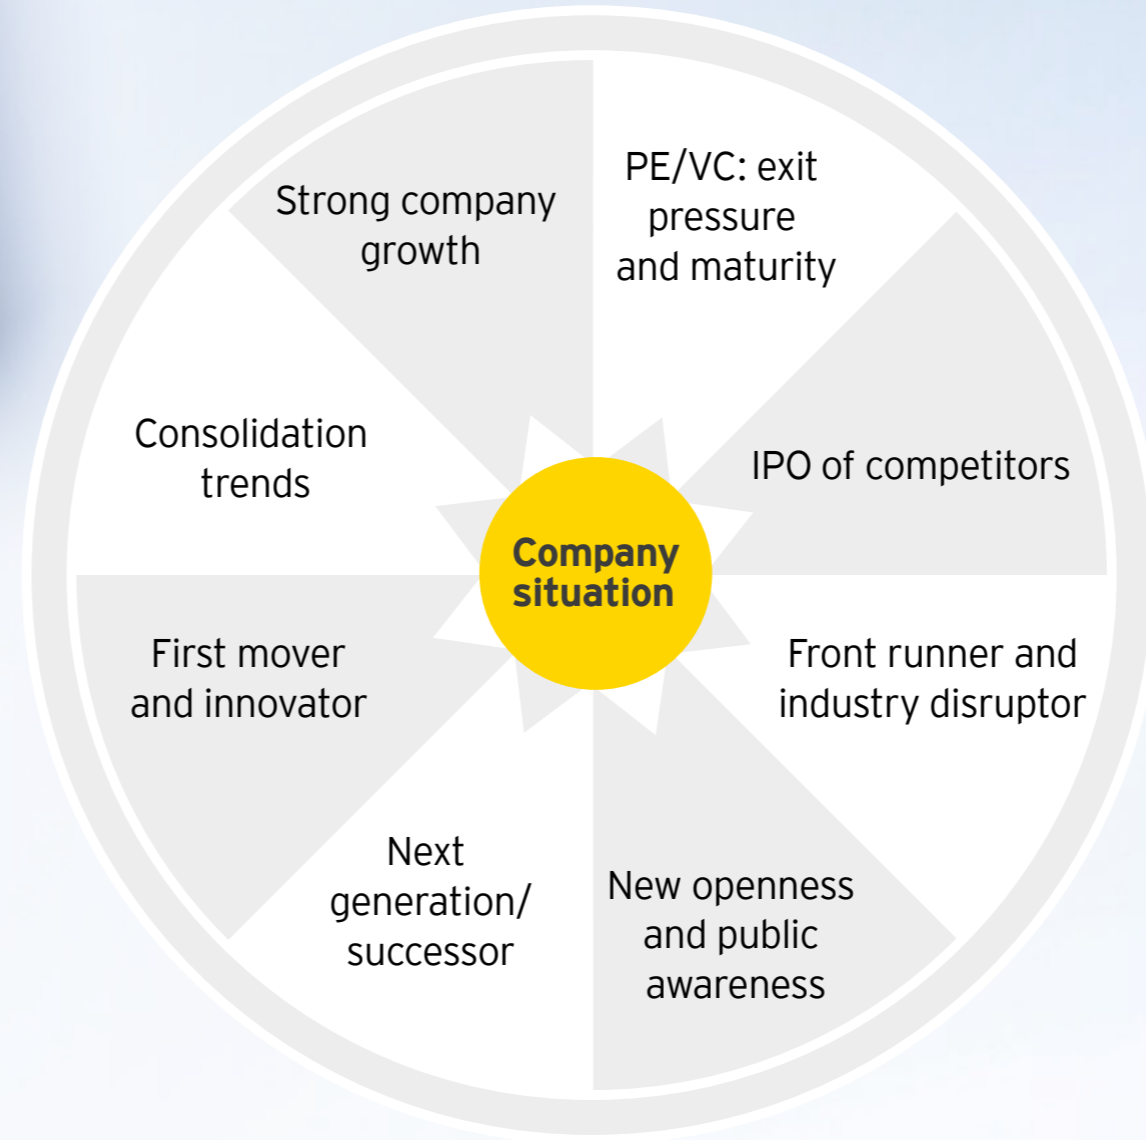 Strong company
growth
PE/VC: exit
pressure
and maturity
IPO of competitors
Front runner and
industry disruptor
New openness
and public
awareness
Next
generation/
successor
First mover
and innovator
Consolidation
trends
Company
situation